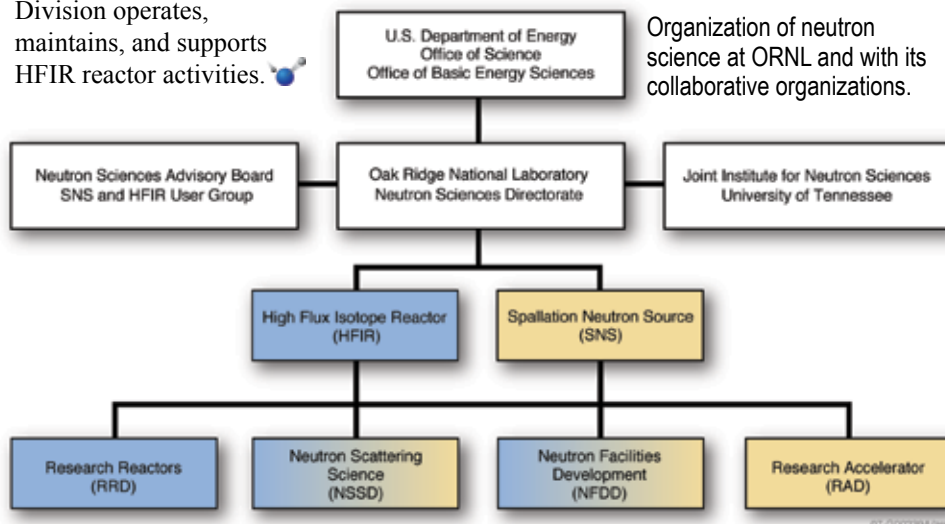 Division operates,
maintains, and supports
HFIR reactor activities.
Organization of neutron
science at ORNL and with its
collaborative organizations.
U.S. Department of Energy
Office of Science
Office of Basic Energy Sciences
Neutron Sciences Advisory Board
SNS and HFIR User Group
Oak Ridge National Laboratory
Neutron Sciences Directorate
Joint Institute for Neutron Sciences
University of Tennessee
High Flux Isotope Reactor
(HFIR)
Spallation Neutron Source
(SNS)
Research Reactors
(RRD)
Neutron Scattering
Science
(NSSD)
Neutron Facilities
Development
(NFDD)
Research Accelerator
(RAD)